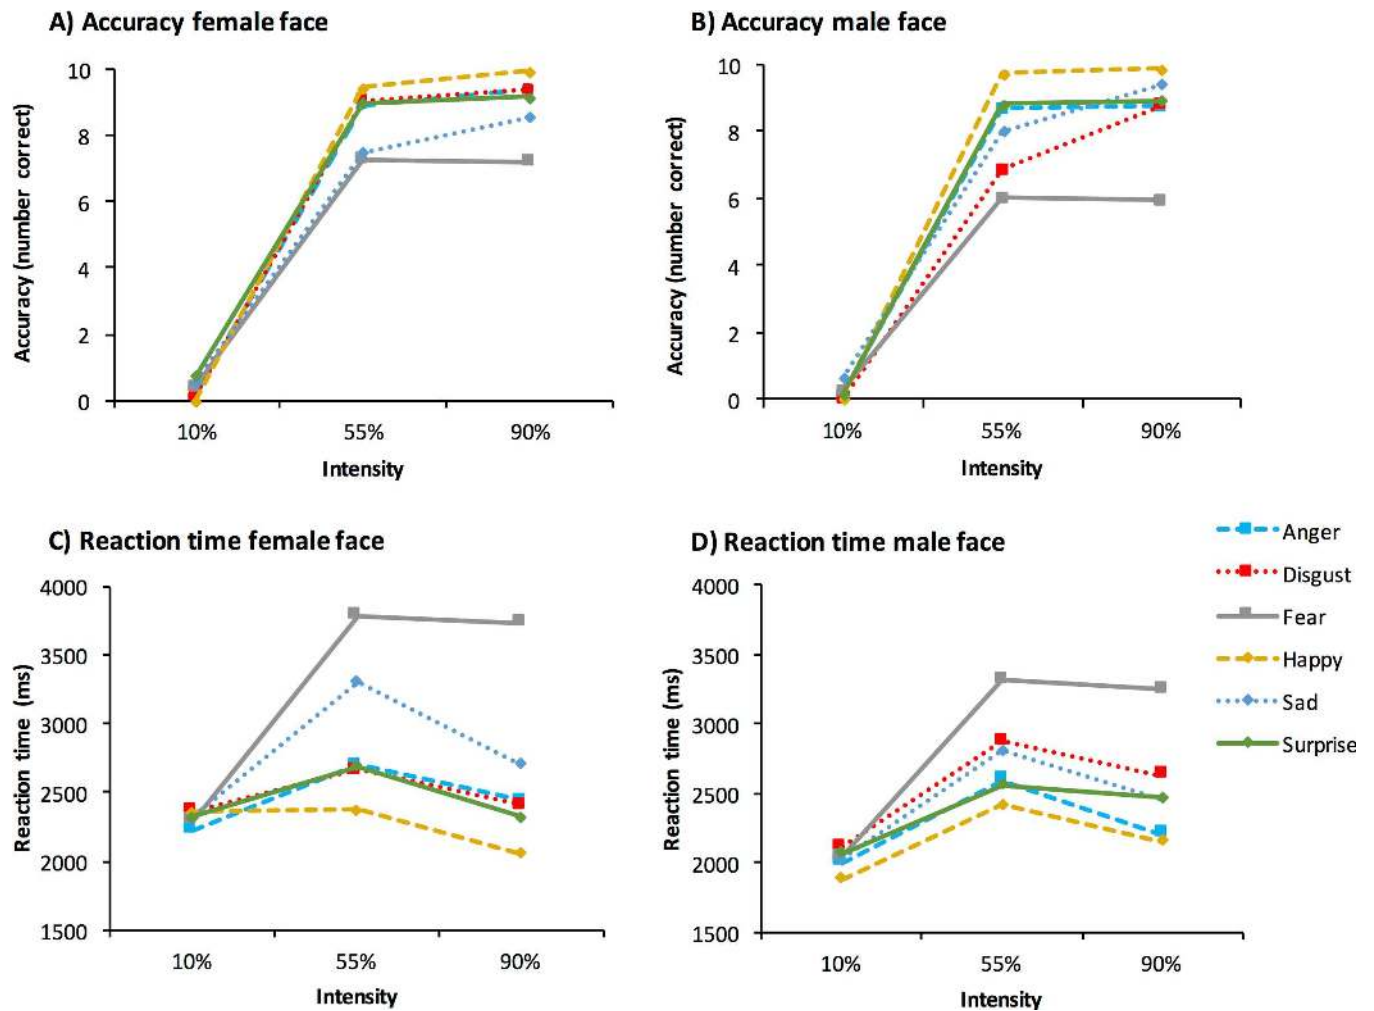 A) Accuracy female face
Accuracy (number correct)
10
8
6
4
2
0
10%
55%
90%
Intensity
B) Accuracy male face
Accuracy (number correct)
10
8
6
4
2
0
10%
55%
90%
Intensity
C) Reaction time female face
Reaction time (ms)
4000
3500
3000
2500
2000
1500
10%
55%
90%
Intensity
D) Reaction time male face
Reaction time (ms)
4000
3500
3000
2500
2000
1500
10%
55%
90%
Intensity
Anger
Disgust
Fear
Happy
Sad
Surprise